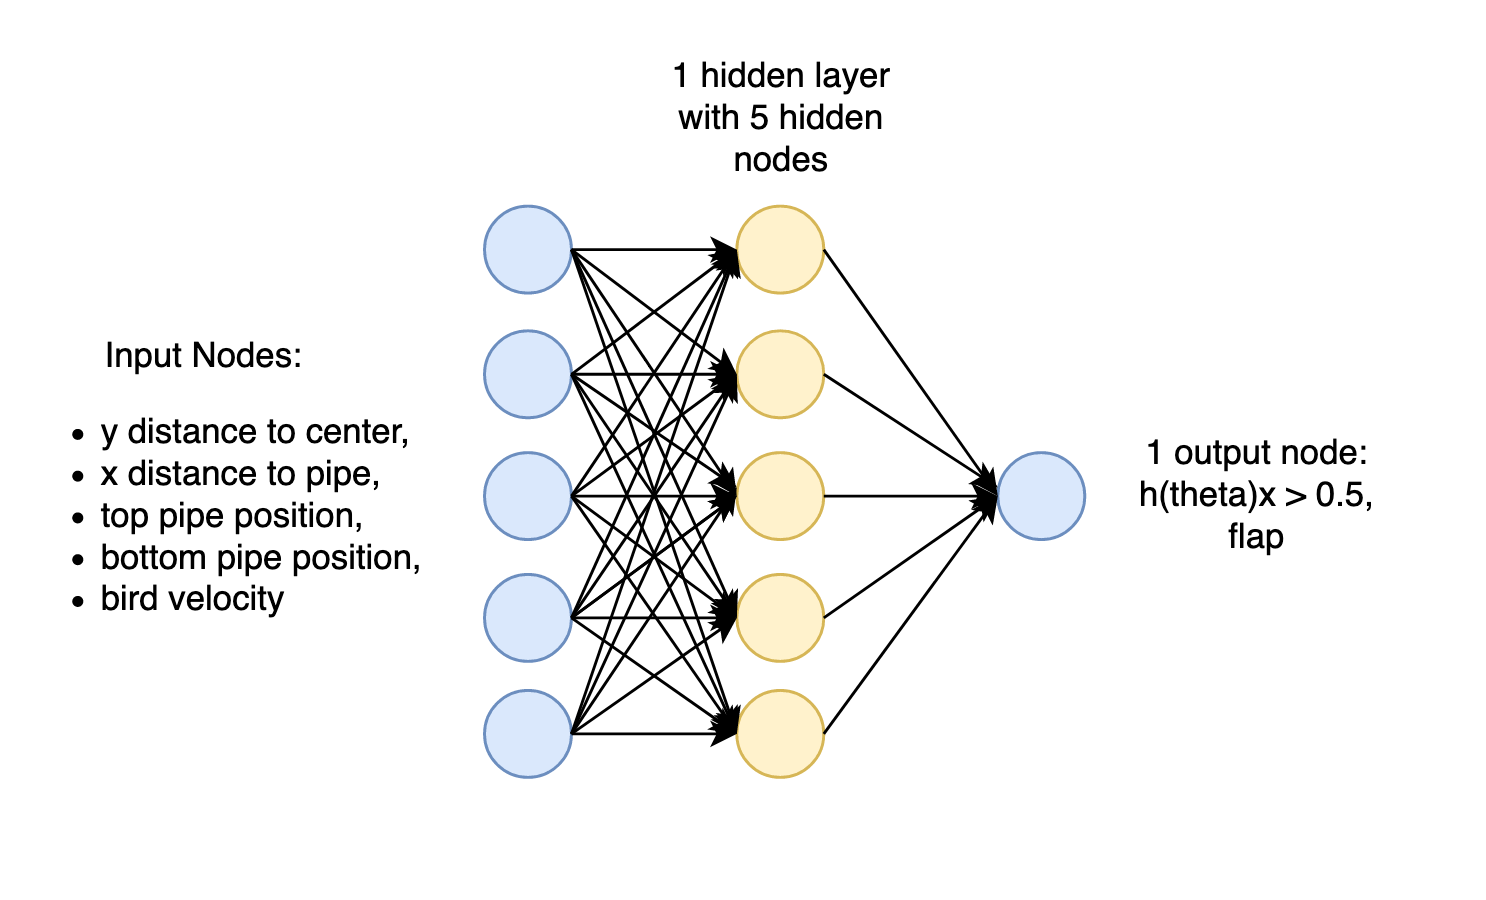 1 hidden layer
with 5 hidden
nodes
Input Nodes:
• y distance to center,
• x distance to pipe,
• top pipe position,
• bottom pipe position,
• bird velocity
1 output node:
h(theta)x > 0.5,
flap